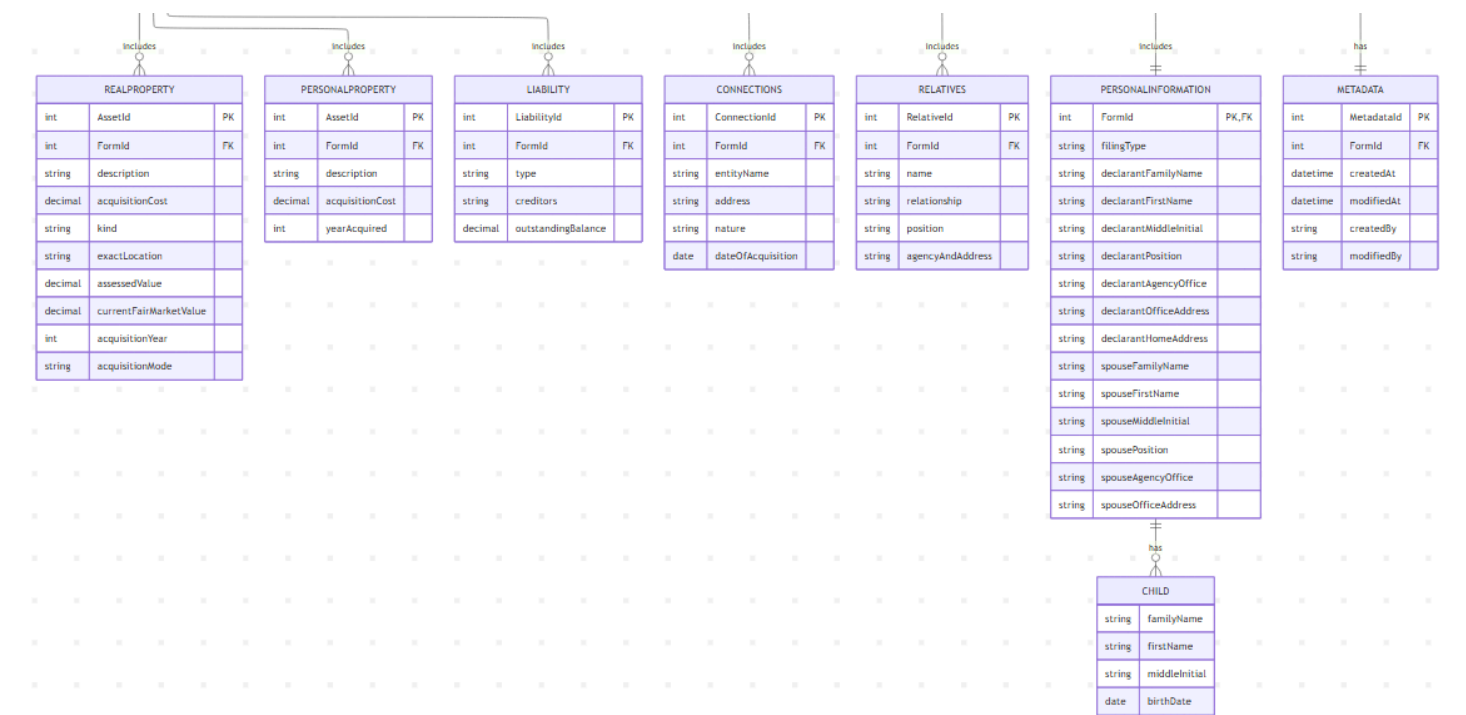 includes
includes
includes
includes
includes
includes
has
REALPROPERTY
int AssetId PK
int FormId FK
string description
decimal acquisitionCost
string kind
string exactLocation
decimal assessedValue
decimal currentFairMarketValue
int acquisitionYear
string acquisitionMode
PERSONALPROPERTY
int AssetId PK
int FormId FK
string description
decimal acquisitionCost
int yearAcquired
LIABILITY
int LiabilityId PK
int FormId FK
string type
string creditors
decimal outstandingBalance
CONNECTIONS
int ConnectionId PK
int FormId FK
string entityName
string address
string nature
date dateOfAcquisition
RELATIVES
int RelativeId PK
int FormId FK
string name
string relationship
string position
string agencyAndAddress
PERSONALINFORMATION
int FormId PK,FK
string filingType
string declarantFamilyName
string declarantFirstName
string declarantMiddleInitial
string declarantPosition
string declarantAgencyOffice
string declarantOfficeAddress
string declarantHomeAddress
string spouseFamilyName
string spouseFirstName
string spouseMiddleInitial
string spousePosition
string spouseAgencyOffice
string spouseOfficeAddress
METADATA
int MetadataId PK
int FormId FK
datetime createdAt
datetime modifiedAt
string createdBy
string modifiedBy
has
CHILD
string familyName
string firstName
string middleInitial
date birthDate